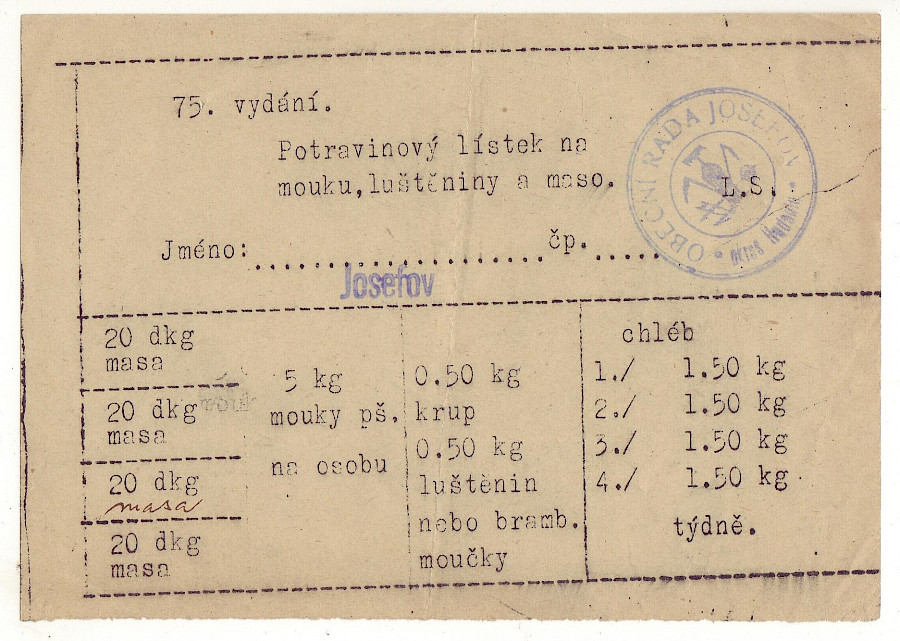 75. vydání.
Potravinový lístek na
mouku,luštěniny a maso.
L.S.
OBECNÍ RADA JOSEFOV
okres Hodonín
Jméno:....................čp.......
Josefov
20 dkg
masa
20 dkg
masa
20 dkg
masa
20 dkg
masa
5 kg
mouky pš.
na osobu
0.50 kg
krup
0.50 kg
luštěnin
nebo bramb.
moučky
chléb
1./ 1.50 kg
2./ 1.50 kg
3./ 1.50 kg
4./ 1.50 kg
týdně.